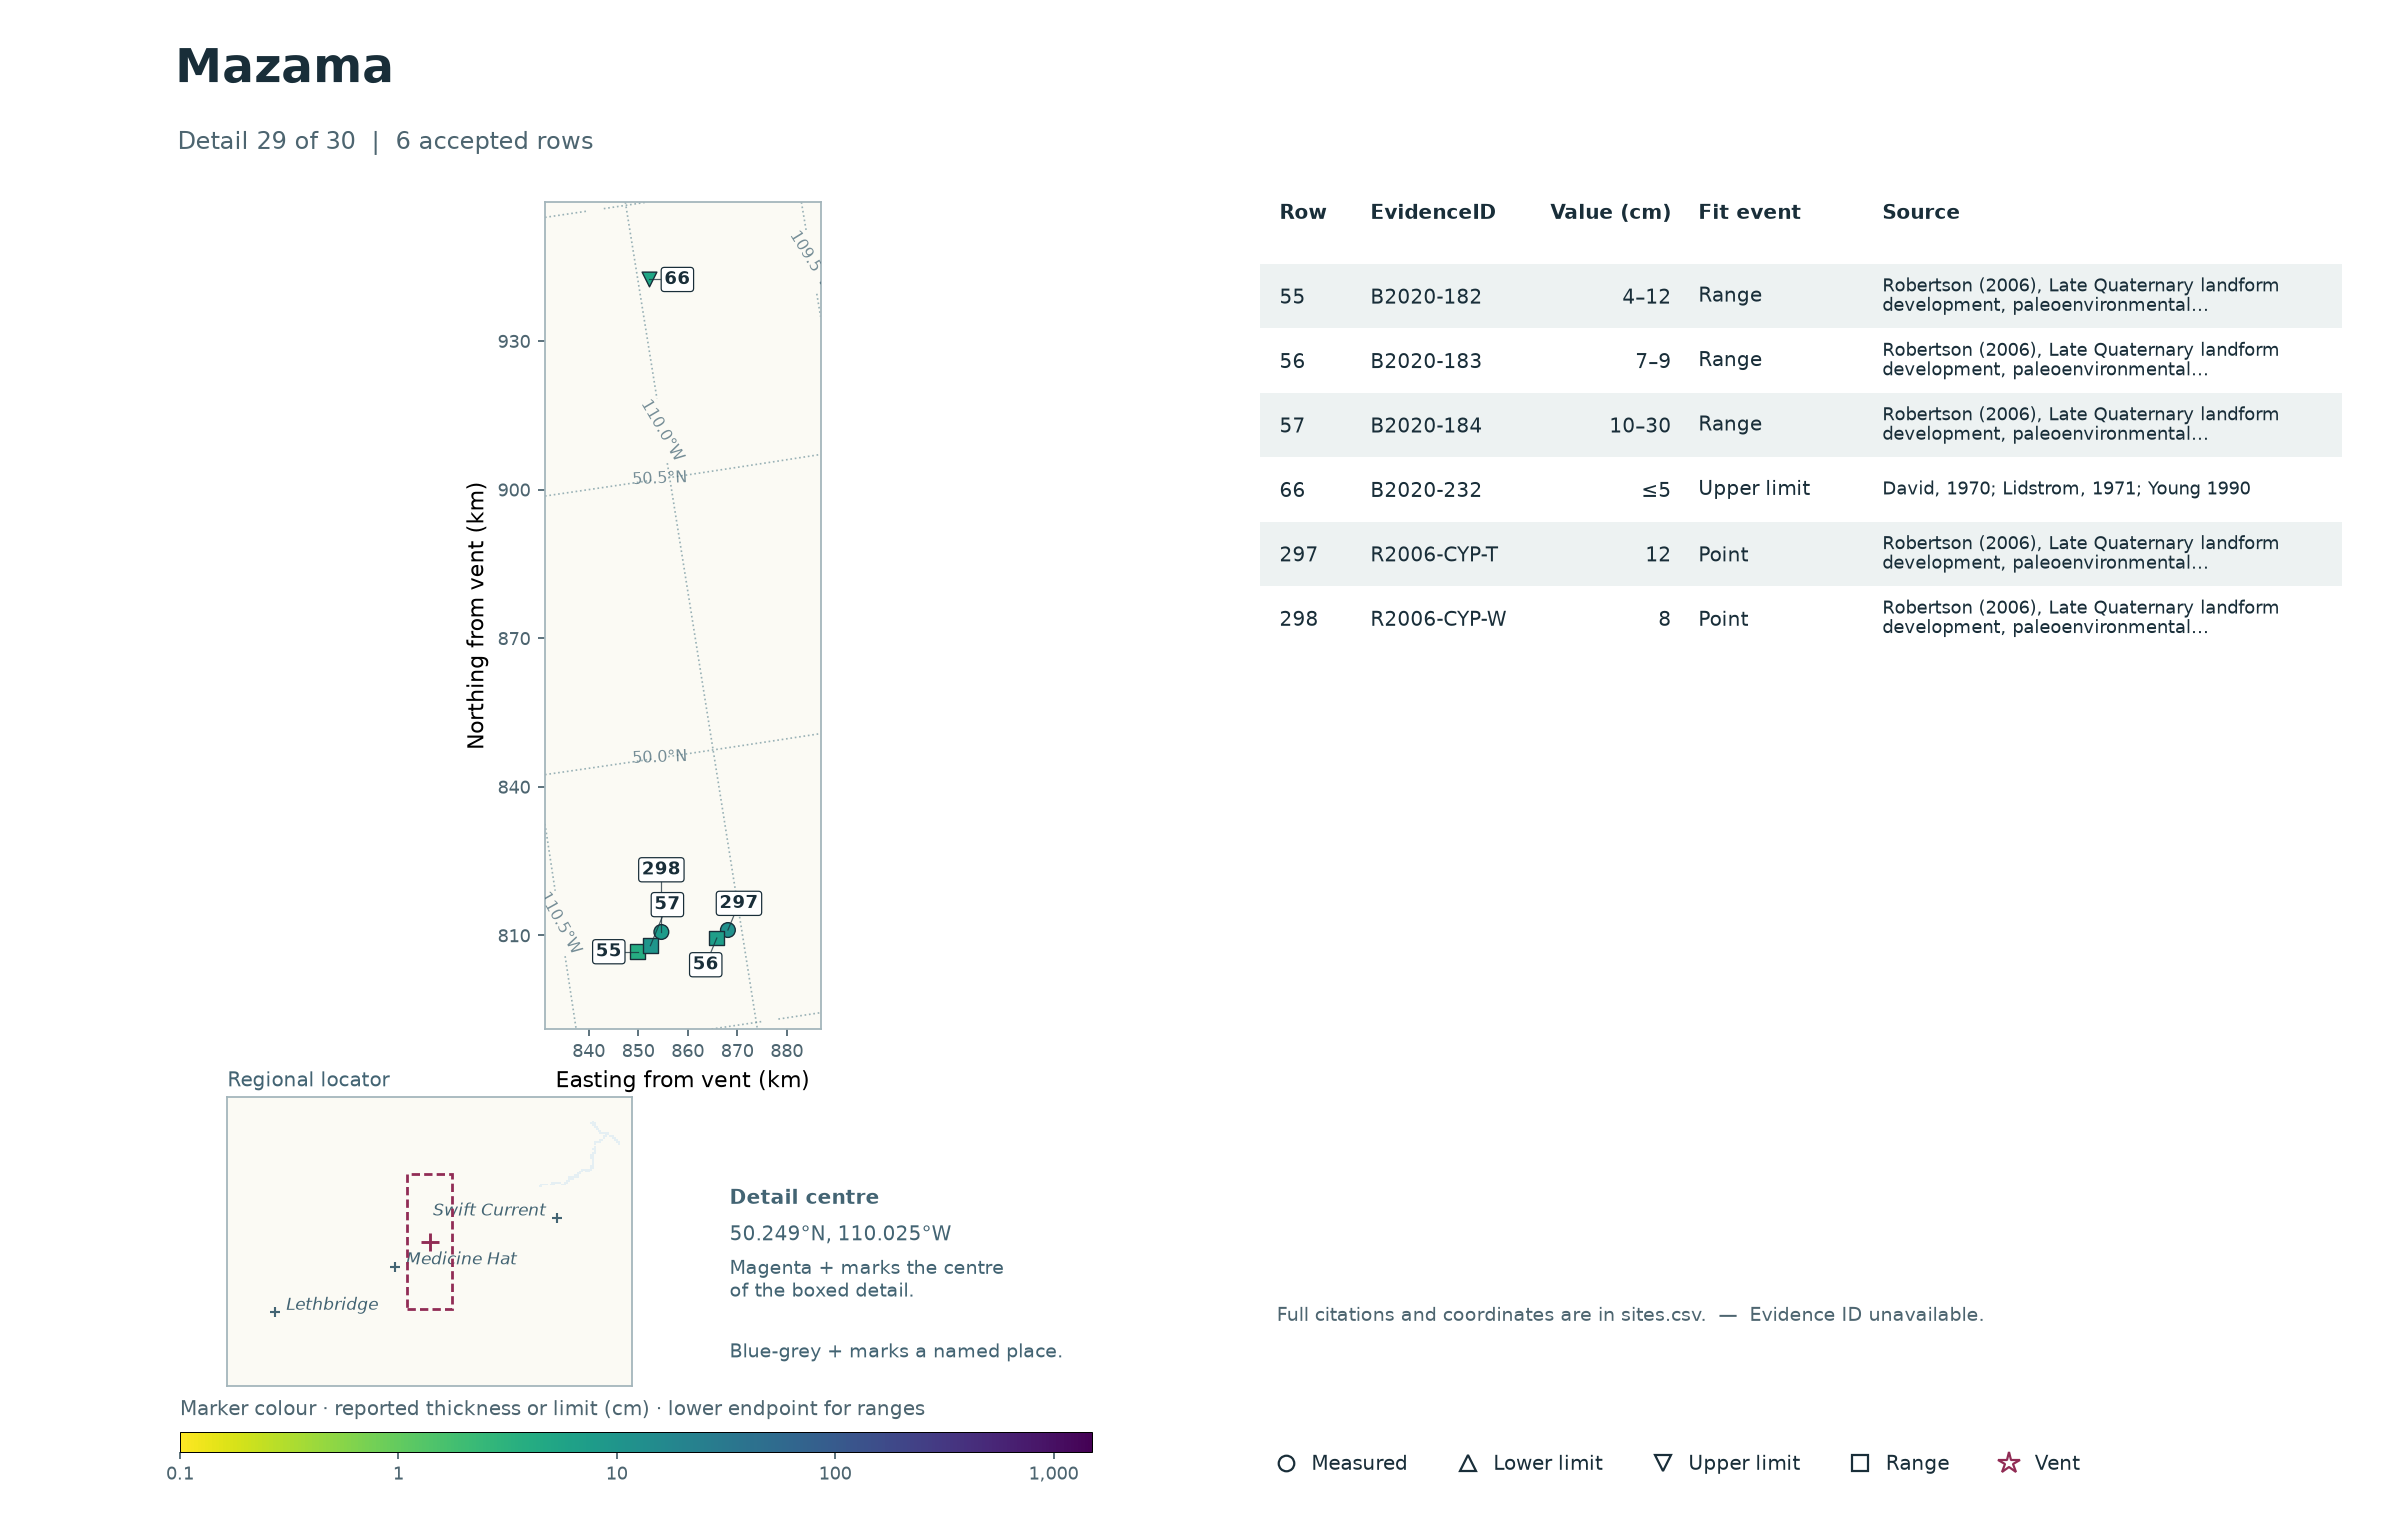 Mazama
Detail 29 of 30 | 6 accepted rows
109.5
66
930
110.0°W
50.5°N
900
Northing from vent (km)
870
50.0°N
840
298
57
297
110.5°W
810
55
56
840 850 860 870 880
Easting from vent (km)
Row EvidenceID Value (cm) Fit event Source
55 B2020-182 4–12 Range Robertson (2006), Late Quaternary landform
development, paleoenvironmental...
56 B2020-183 7–9 Range Robertson (2006), Late Quaternary landform
development, paleoenvironmental...
57 B2020-184 10–30 Range Robertson (2006), Late Quaternary landform
development, paleoenvironmental...
66 B2020-232 ≤5 Upper limit David, 1970; Lidstrom, 1971; Young 1990
297 R2006-CYP-T 12 Point Robertson (2006), Late Quaternary landform
development, paleoenvironmental...
298 R2006-CYP-W 8 Point Robertson (2006), Late Quaternary landform
development, paleoenvironmental...
Regional locator
Swift Current
Medicine Hat
Lethbridge
Detail centre
50.249°N, 110.025°W
Magenta + marks the centre
of the boxed detail.
Blue-grey + marks a named place.
Full citations and coordinates are in sites.csv. — Evidence ID unavailable.
Marker colour · reported thickness or limit (cm) · lower endpoint for ranges
0.1 1 10 100 1,000
Measured Lower limit Upper limit Range Vent